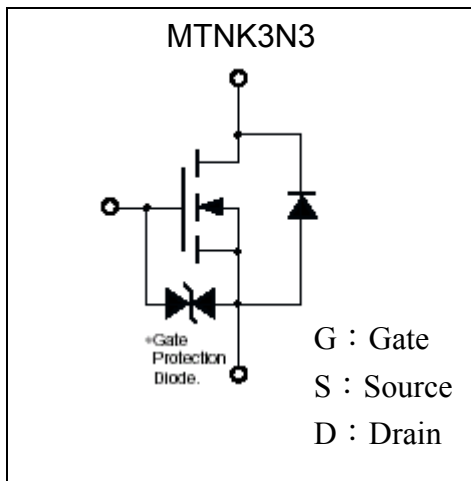 MTNK3N3
*Gate
Protection
Diode.
G：Gate
S：Source
D：Drain